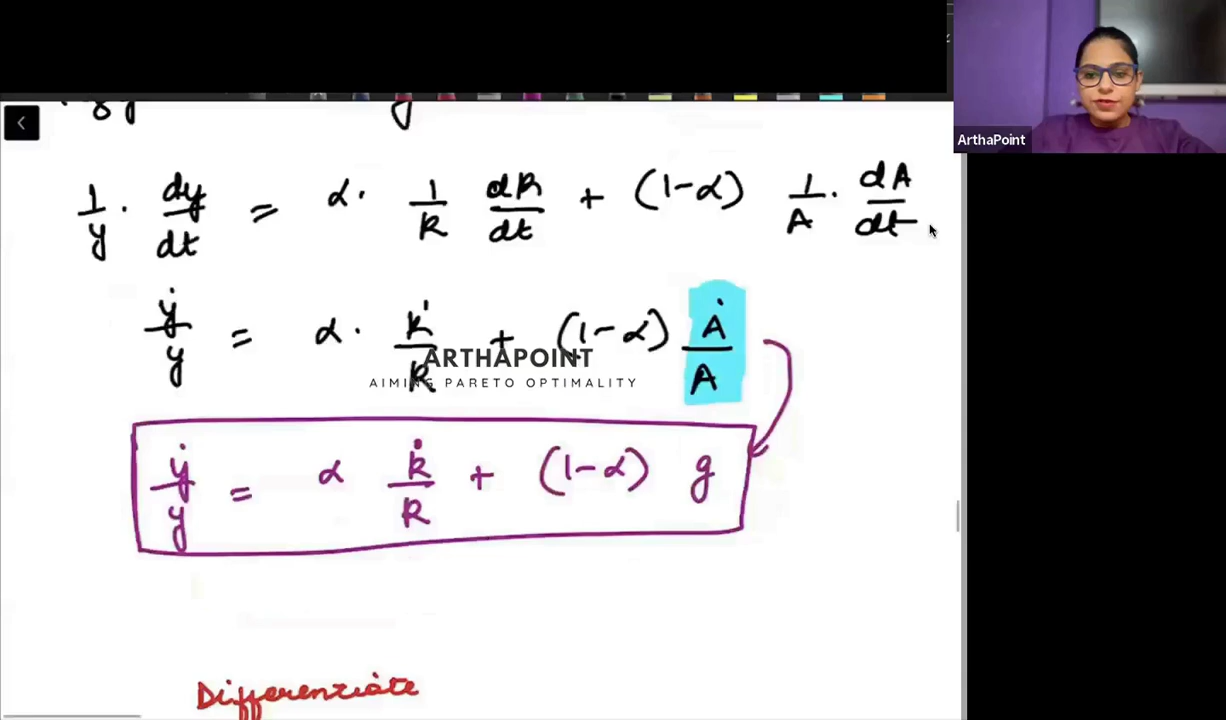 ArthaPoint
1/y · dy/dt = α · 1/k dk/dt + (1-α) 1/A · dA/dt
ẏ/y = α · k̇/k + (1-α) Ȧ/A
ARTHAPOINT
AIMING PARETO OPTIMALITY
ẏ/y = α k̇/k + (1-α) g
Differentiate